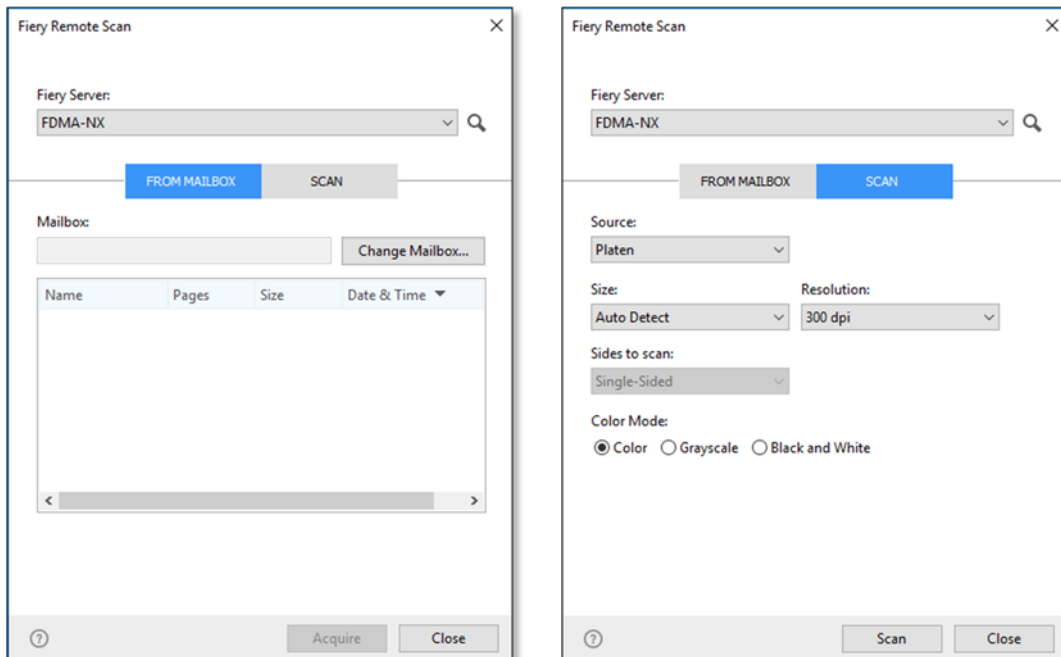 Fiery Remote Scan
Fiery Server:
FDMA-NX
FROM MAILBOX SCAN
Mailbox:
Change Mailbox...
Name Pages Size Date & Time
Acquire Close
Fiery Remote Scan
Fiery Server:
FDMA-NX
FROM MAILBOX SCAN
Source:
Platen
Size: Resolution:
Auto Detect 300 dpi
Sides to scan:
Single-Sided
Color Mode:
Color Grayscale Black and White
Scan Close